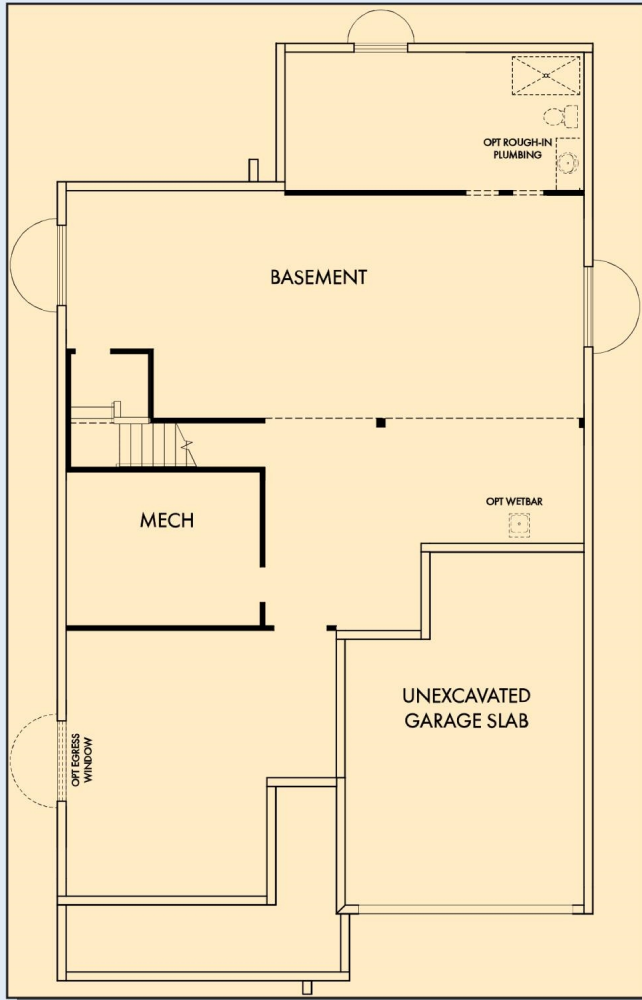 OPT ROUGH-IN
PLUMBING
BASEMENT
OPT WETBAR
MECH
UNEXCAVATED
GARAGE SLAB
OPT EGRESS
WINDOW